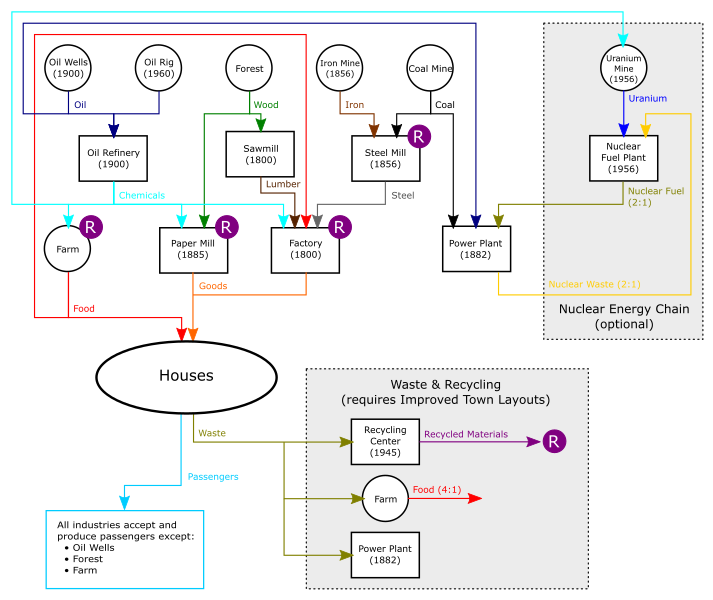 Oil Wells
(1900)
Oil Rig
(1960)
Forest
Iron Mine
(1856)
Coal Mine
Uranium
Mine
(1956)
Oil
Wood
Iron
Coal
Uranium
Oil Refinery
(1900)
Sawmill
(1800)
Steel Mill
(1856)
R
Nuclear
Fuel Plant
(1956)
Chemicals
Lumber
Steel
Nuclear Fuel
(2:1)
Farm
R
Paper Mill
(1885)
R
Factory
(1800)
R
Power Plant
(1882)
Goods
Nuclear Waste (2:1)
Food
Nuclear Energy Chain
(optional)
Houses
Waste & Recycling
(requires Improved Town Layouts)
Waste
Recycling
Center
(1945)
Recycled Materials
R
Passengers
Farm
Food (4:1)
All industries accept and
produce passengers except:
• Oil Wells
• Forest
• Farm
Power Plant
(1882)